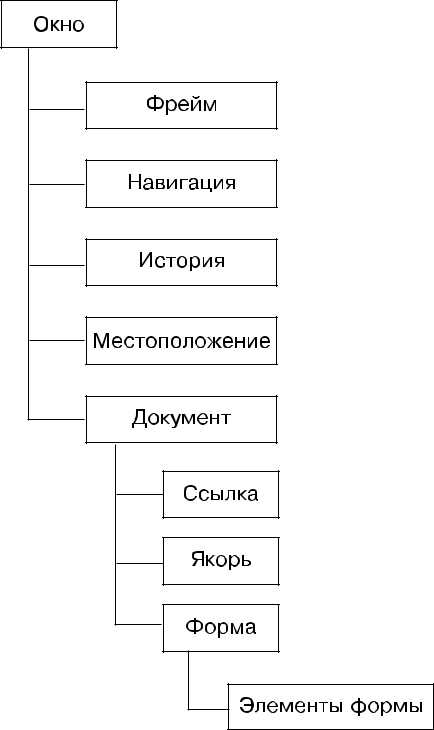 Окно
Фрейм
Навигация
История
Местоположение
Документ
Ссылка
Якорь
Форма
Элементы формы